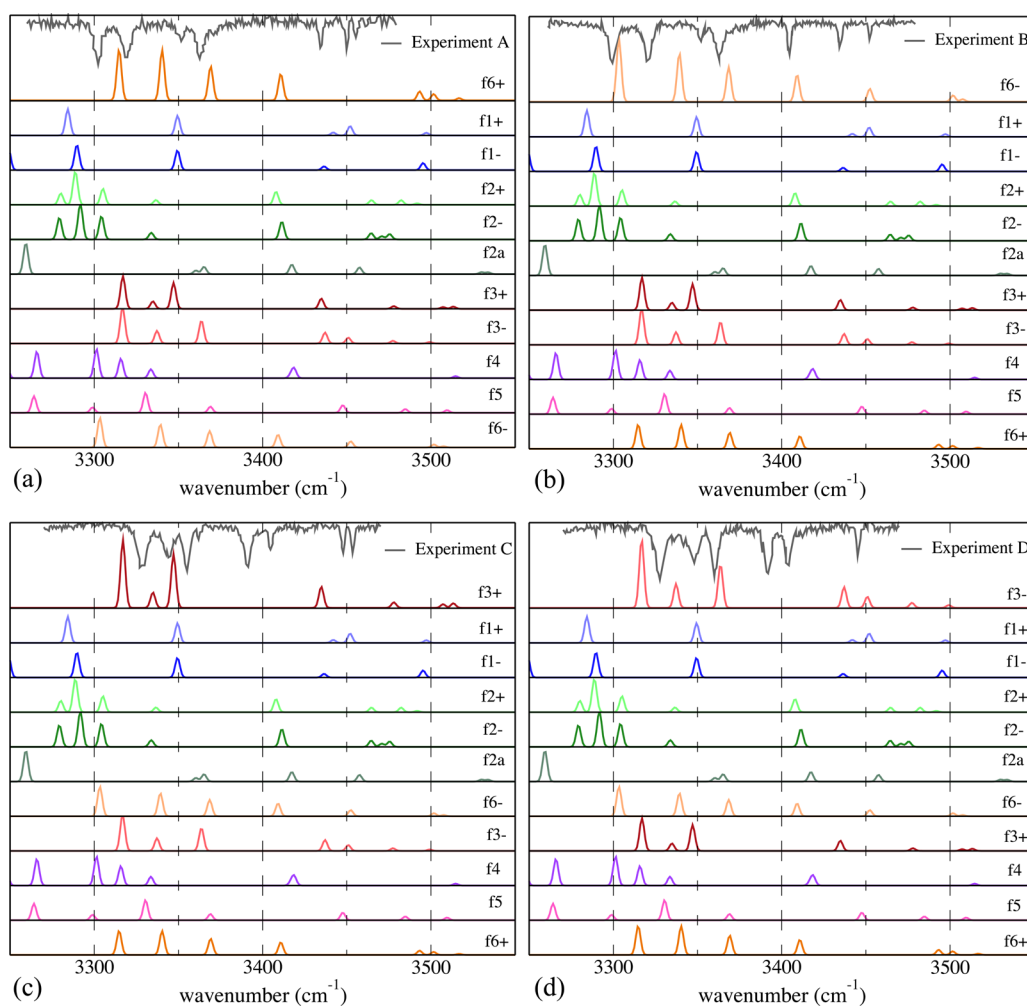 Experiment A
f6+
f1+
f1-
f2+
f2-
f2a
f3+
f3-
f4
f5
f6-
3300 3400 3500
(a) wavenumber (cm⁻¹)
Experiment B
f6-
f1+
f1-
f2+
f2-
f2a
f3+
f3-
f4
f5
f6+
3300 3400 3500
(b) wavenumber (cm⁻¹)
Experiment C
f3+
f1+
f1-
f2+
f2-
f2a
f6-
f3-
f4
f5
f6+
3300 3400 3500
(c) wavenumber (cm⁻¹)
Experiment D
f3-
f1+
f1-
f2+
f2-
f2a
f6-
f3+
f4
f5
f6+
3300 3400 3500
(d) wavenumber (cm⁻¹)